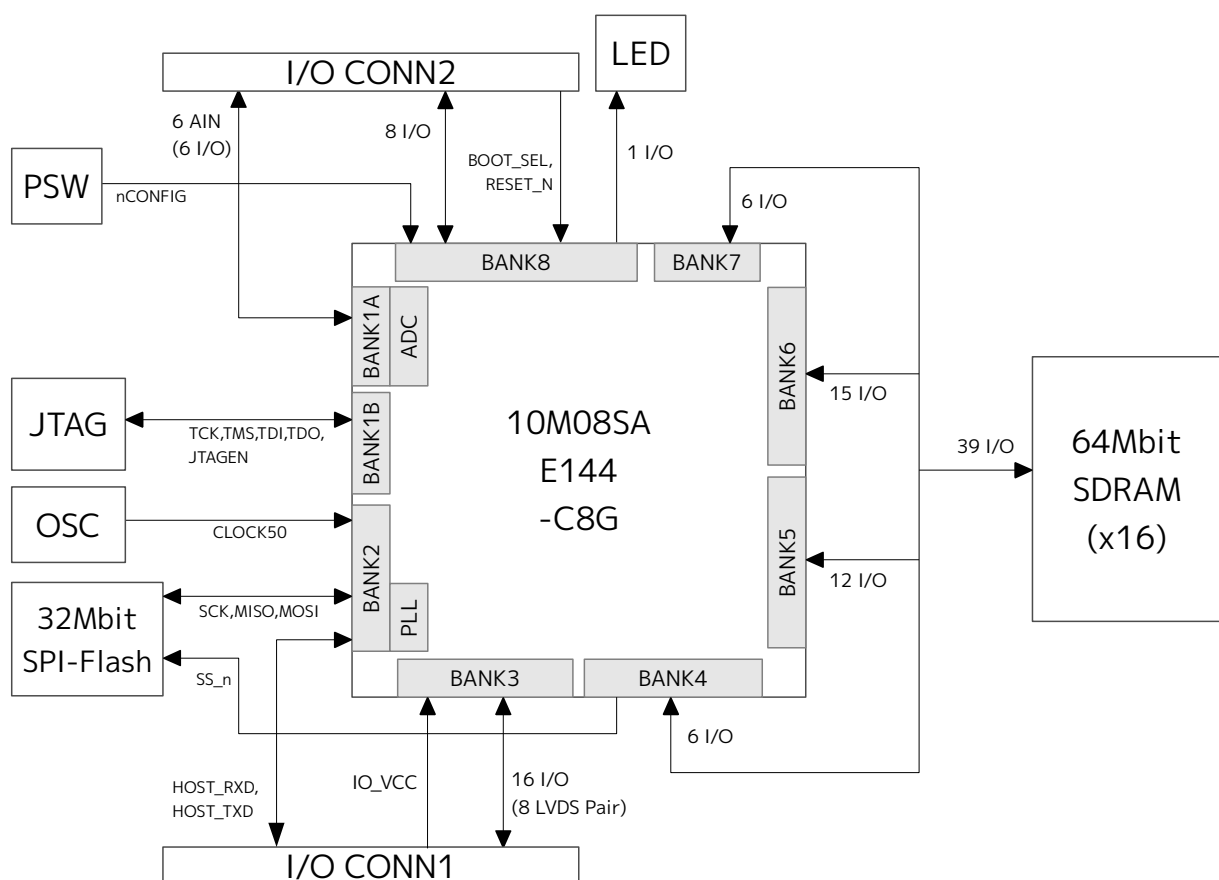 I/O CONN2
LED
6 AIN
(6 I/O)
8 I/O
BOOT_SEL,
RESET_N
1 I/O
PSW
nCONFIG
6 I/O
BANK8
BANK7
BANK1A
ADC
BANK6
15 I/O
JTAG
TCK,TMS,TDI,TDO,
JTAGEN
BANK1B
10M08SA
E144
-C8G
39 I/O
64Mbit
SDRAM
(x16)
OSC
CLOCK50
BANK2
PLL
BANK5
12 I/O
32Mbit
SPI-Flash
SCK,MISO,MOSI
SS_n
BANK3
BANK4
6 I/O
HOST_RXD,
HOST_TXD
IO_VCC
16 I/O
(8 LVDS Pair)
I/O CONN1